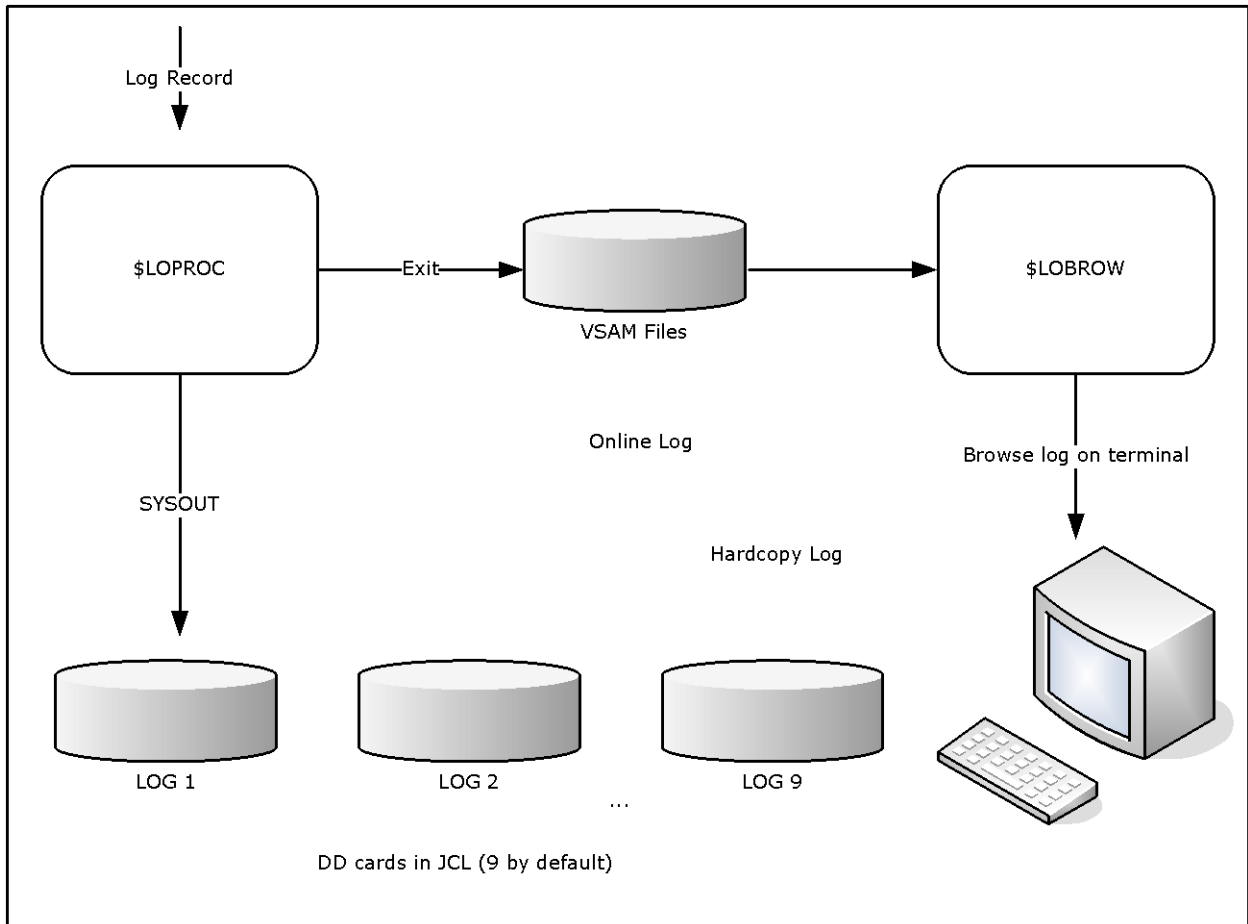 Log Record
$LOPROC
Exit
VSAM Files
$LOBROW
Online Log
Browse log on terminal
SYSOUT
Hardcopy Log
LOG 1
LOG 2
...
LOG 9
DD cards in JCL (9 by default)